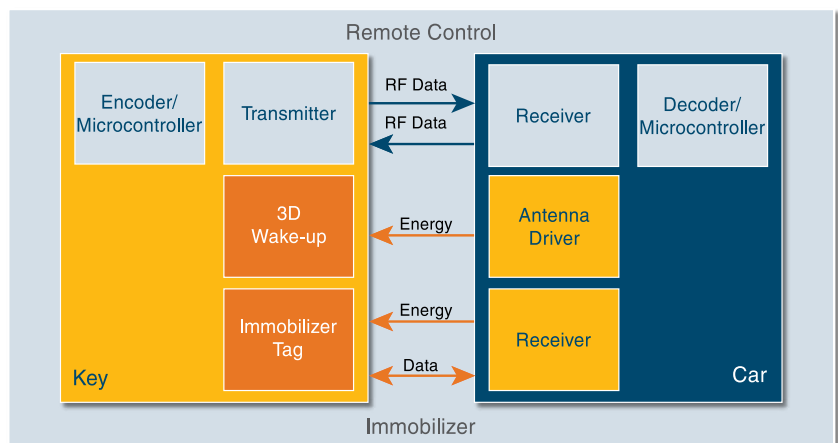 Remote Control
Encoder/
Microcontroller
Transmitter
RF Data
RF Data
Receiver
Decoder/
Microcontroller
3D
Wake-up
Energy
Antenna
Driver
Immobilizer
Tag
Energy
Data
Receiver
Key
Car
Immobilizer